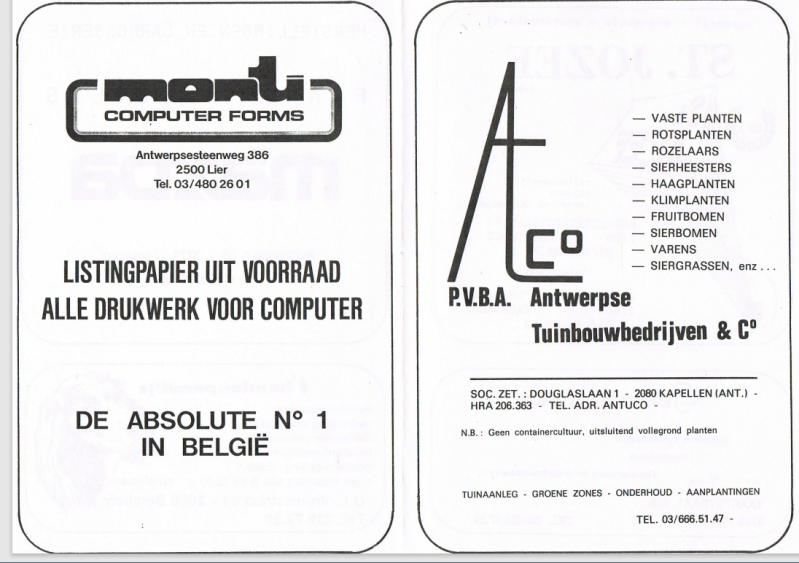 monti
COMPUTER FORMS
Antwerpsesteenweg 386
2500 Lier
Tel. 03/480 26 01
LISTINGPAPIER UIT VOORRAAD
ALLE DRUKWERK VOOR COMPUTER
DE ABSOLUTE N° 1
IN BELGIË
A Co
— VASTE PLANTEN
— ROTSPLANTEN
— ROZELAARS
— SIERHEESTERS
— HAAGPLANTEN
— KLIMPLANTEN
— FRUITBOMEN
— SIERBOMEN
— VARENS
— SIERGRASSEN, enz ...
P.V.B.A. Antwerpse
Tuinbouwbedrijven & C°
SOC. ZET. : DOUGLASLAAN 1 - 2080 KAPELLEN (ANT.) -
HRA 206.363 - TEL. ADR. ANTUCO -
N.B. : Geen containercultuur, uitsluitend vollegrond planten
TUINAANLEG - GROENE ZONES - ONDERHOUD - AANPLANTINGEN
TEL. 03/666.51.47 -